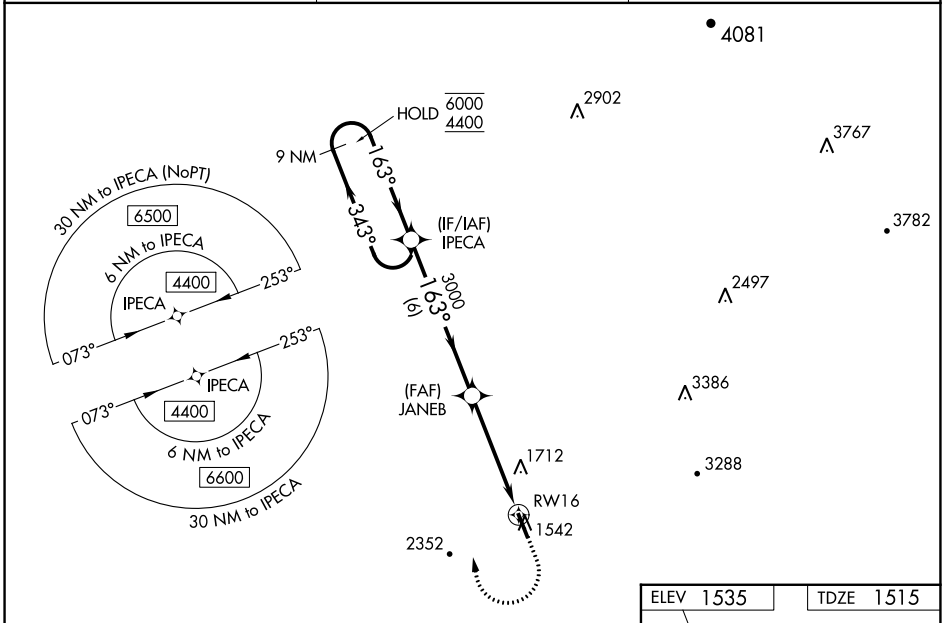 4081
2902
HOLD 6000
4400
3767
9 NM
163°
343°
30 NM to IPECA (NoPT)
6500
6 NM to IPECA
4400
IPECA
253°
073°
(IF/IAF)
IPECA
3782
3000
163°
(6)
2497
253°
073°
IPECA
4400
6 NM to IPECA
6600
30 NM to IPECA
(FAF)
JANEB
3386
1712
3288
RW16
1542
2352
ELEV 1535
TDZE 1515